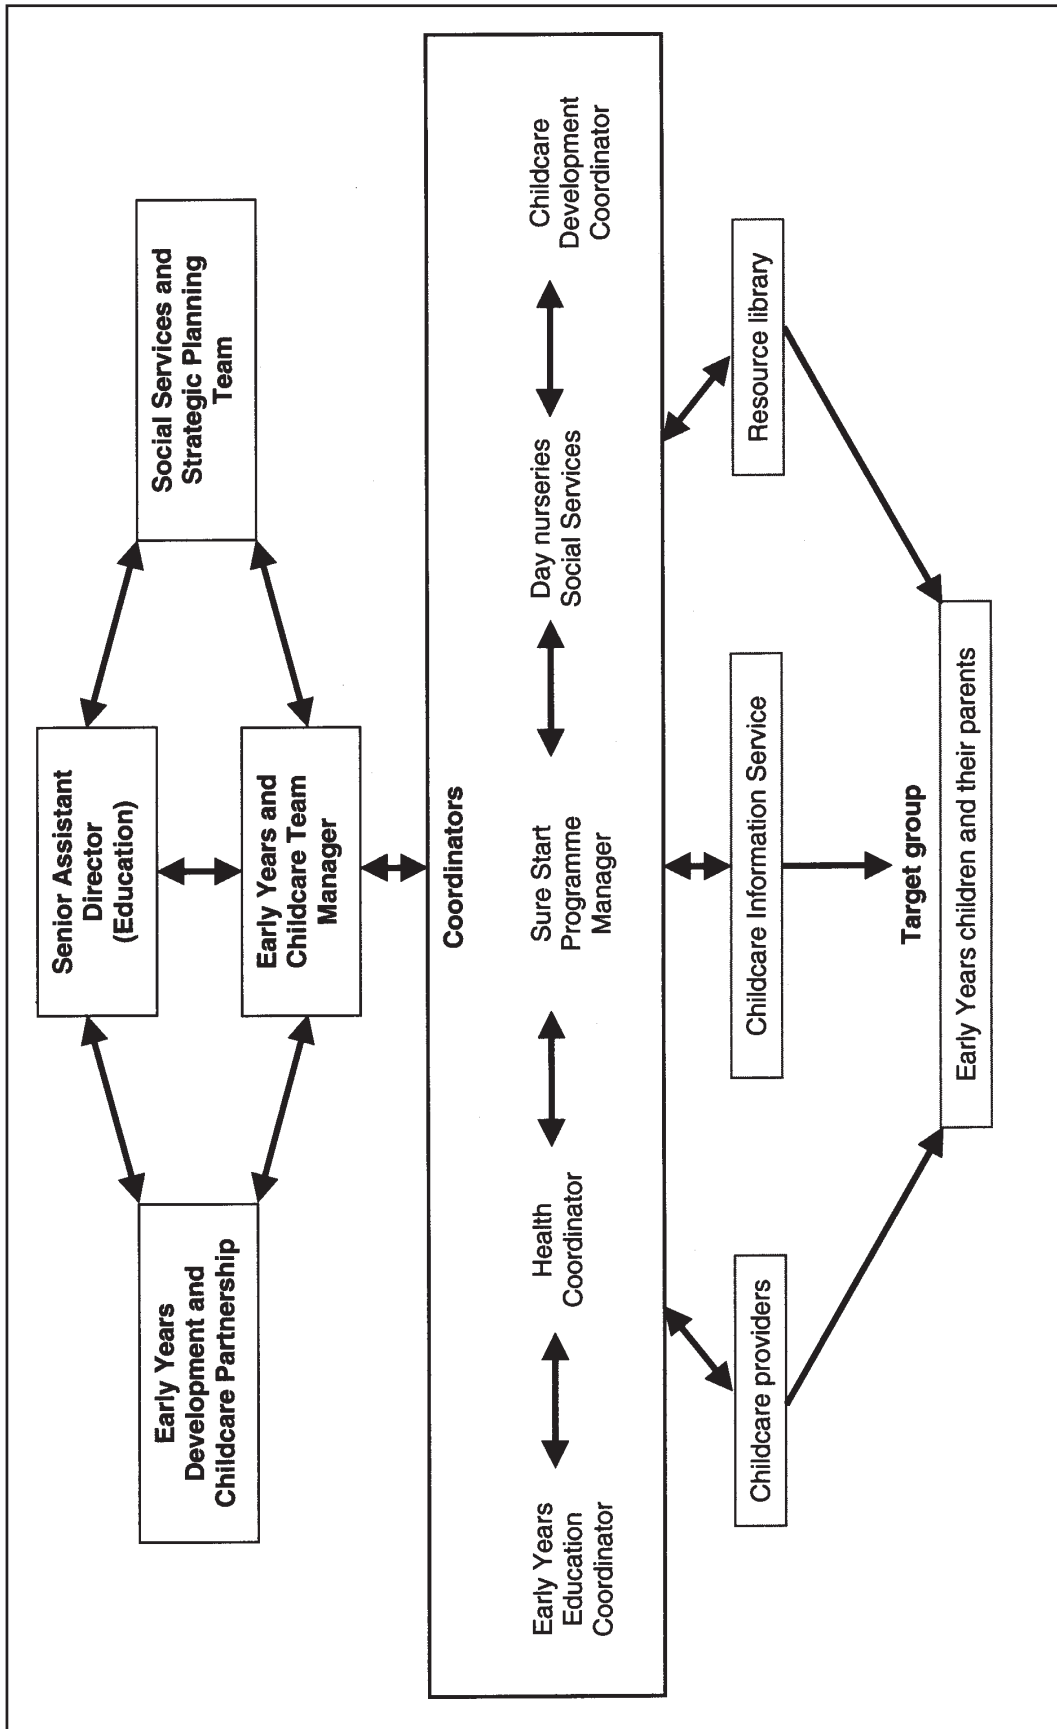 Senior Assistant
Director
(Education)
Early Years
Development and
Childcare Partnership
Social Services and
Strategic Planning
Team
Early Years and
Childcare Team
Manager
Coordinators
Early Years
Education
Coordinator
Health
Coordinator
Sure Start
Programme
Manager
Day nurseries
Social Services
Childcare
Development
Coordinator
Childcare providers
Childcare Information Service
Resource library
Target group
Early Years children and their parents